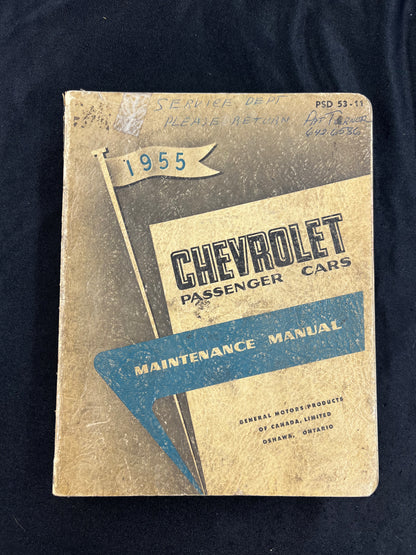 PSD 53-11
SERVICE DEPT
PLEASE RETURN
1955
CHEVROLET
PASSENGER CARS
MAINTENANCE MANUAL
GENERAL MOTORS PRODUCTS
OF CANADA, LIMITED
OSHAWA, ONTARIO